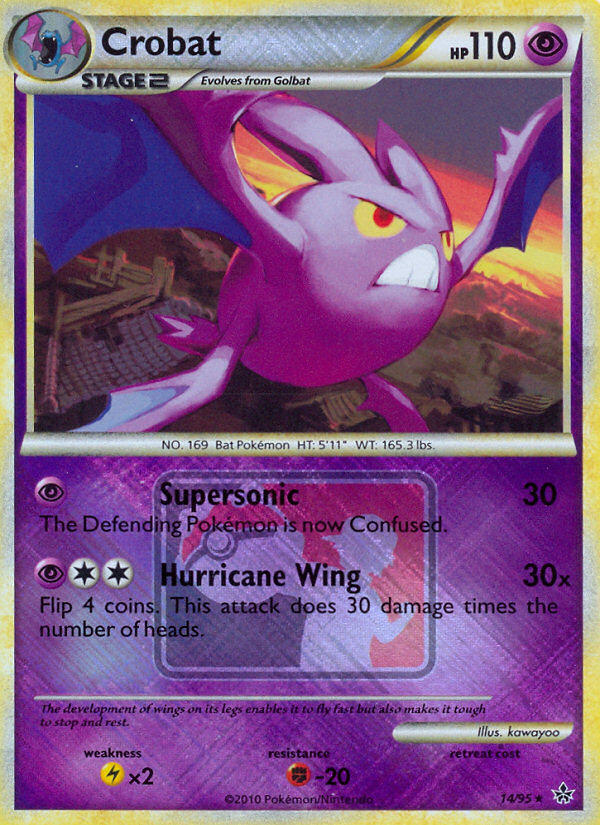 Crobat
HP110
STAGE 2
Evolves from Golbat
NO. 169 Bat Pokémon HT: 5'11" WT: 165.3 lbs.
Supersonic 30
The Defending Pokémon is now Confused.
Hurricane Wing 30x
Flip 4 coins. This attack does 30 damage times the
number of heads.
The development of wings on its legs enables it to fly fast but also makes it tough
to stop and rest.
Illus. kawayoo
weakness resistance retreat cost
x2 -20
©2010 Pokémon/Nintendo 14/95 ★